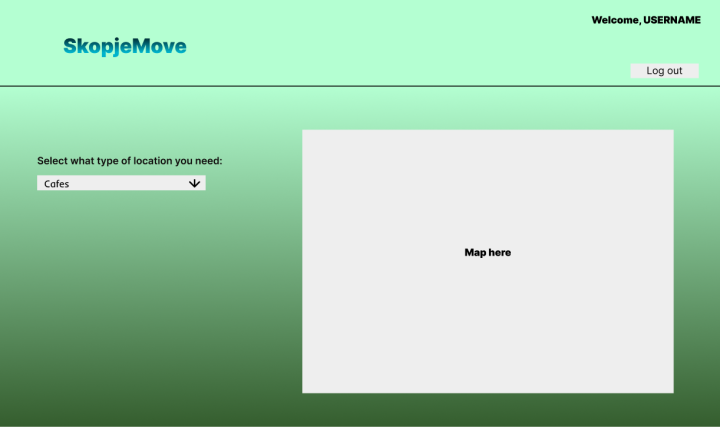 Welcome, USERNAME
SkopjeMove
Log out
Select what type of location you need:
Cafes
Map here